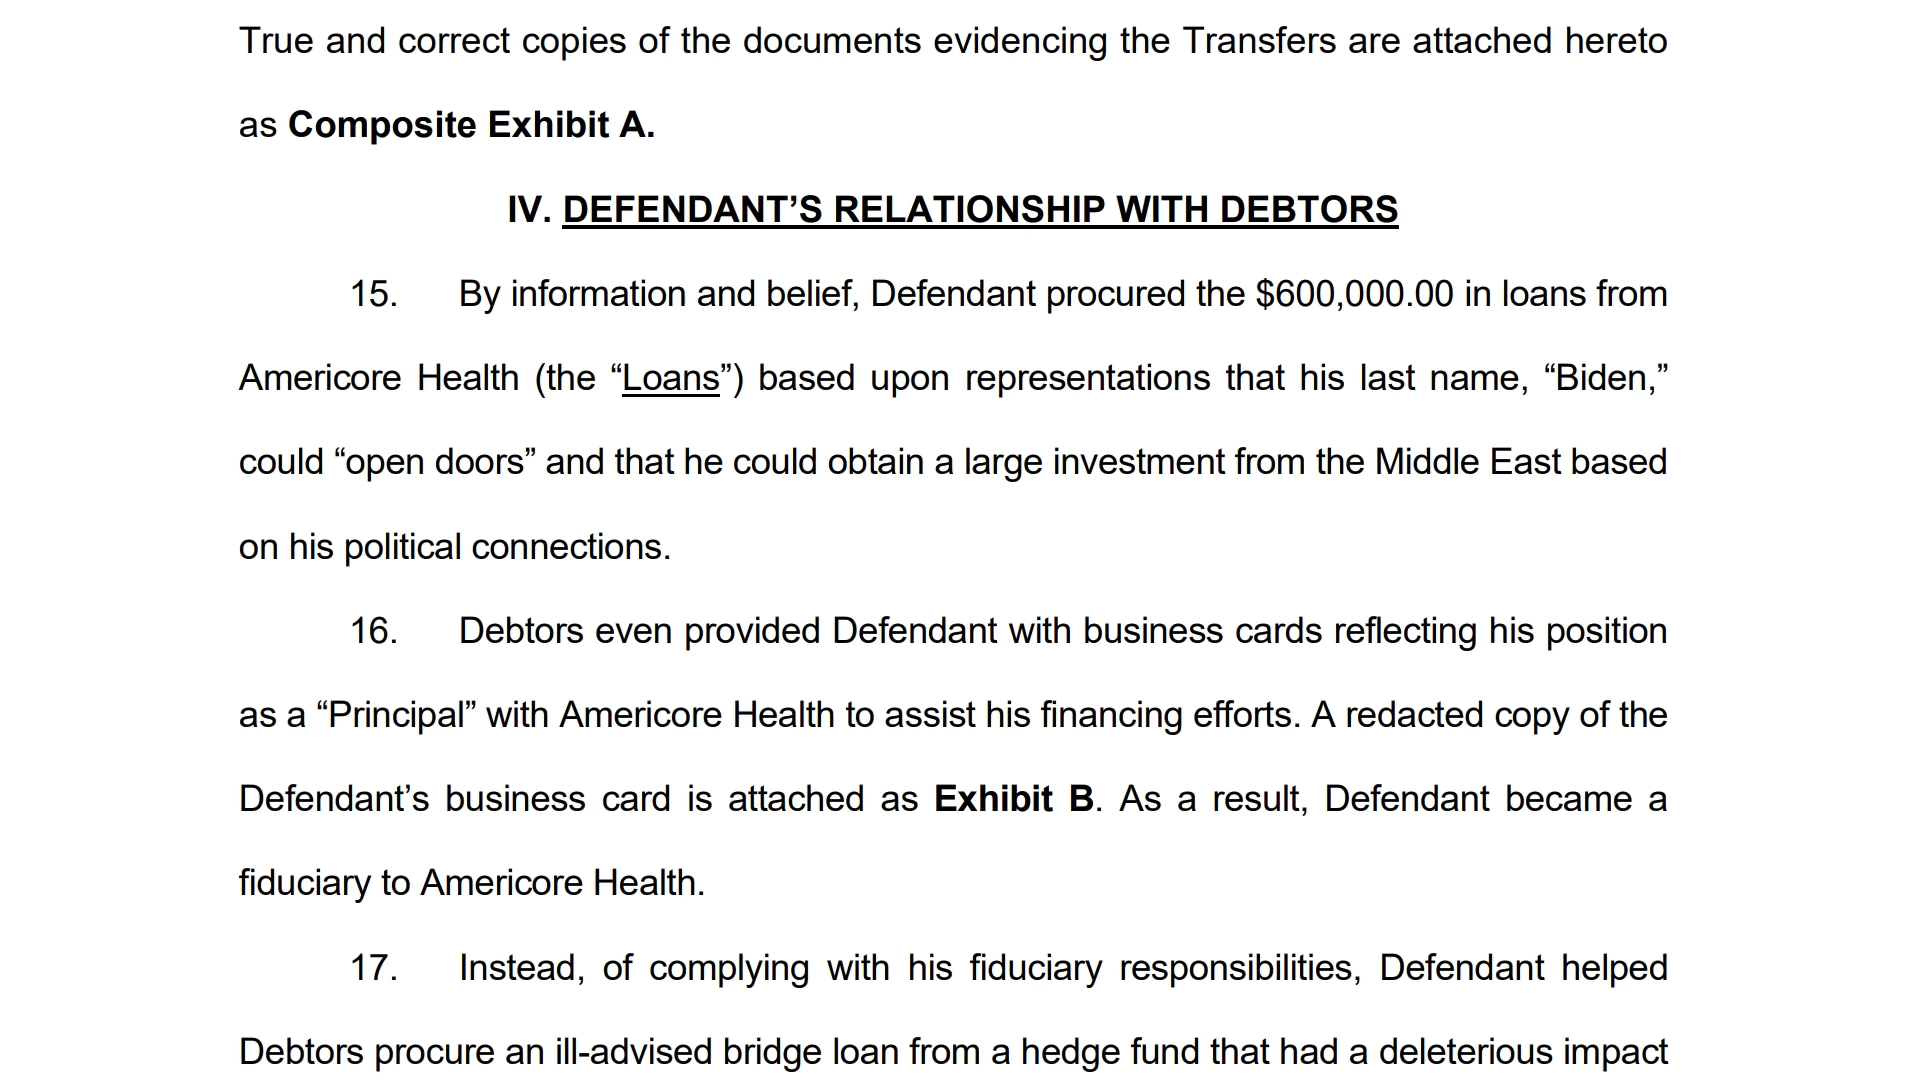 True and correct copies of the documents evidencing the Transfers are attached hereto
as Composite Exhibit A.
IV. DEFENDANT’S RELATIONSHIP WITH DEBTORS
15. By information and belief, Defendant procured the $600,000.00 in loans from
Americore Health (the “Loans”) based upon representations that his last name, “Biden,”
could “open doors” and that he could obtain a large investment from the Middle East based
on his political connections.
16. Debtors even provided Defendant with business cards reflecting his position
as a “Principal” with Americore Health to assist his financing efforts. A redacted copy of the
Defendant’s business card is attached as Exhibit B. As a result, Defendant became a
fiduciary to Americore Health.
17. Instead, of complying with his fiduciary responsibilities, Defendant helped
Debtors procure an ill-advised bridge loan from a hedge fund that had a deleterious impact